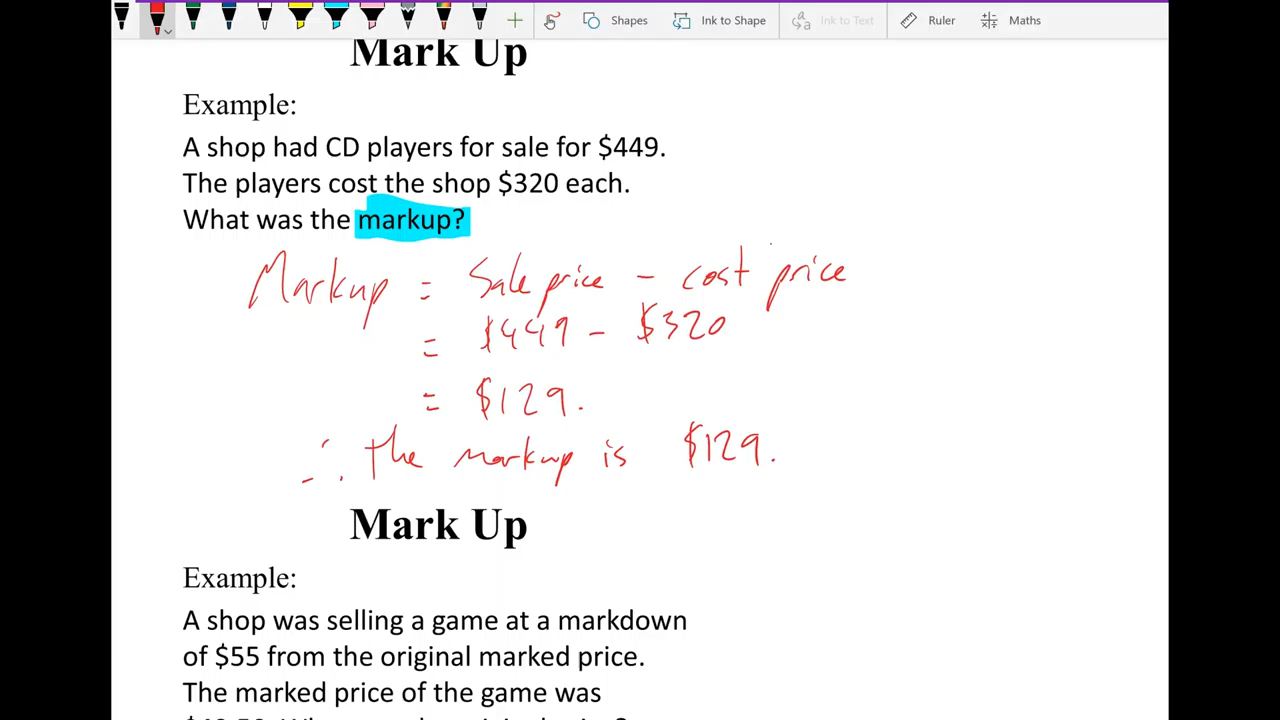 Shapes Ink to Shape Ink to Text Ruler Maths
Mark Up
Example:
A shop had CD players for sale for $449.
The players cost the shop $320 each.
What was the markup?
Markup = Sale price - cost price
= $449 - $320
= $129.
∴ the markup is $129.
Mark Up
Example:
A shop was selling a game at a markdown
of $55 from the original marked price.
The marked price of the game was